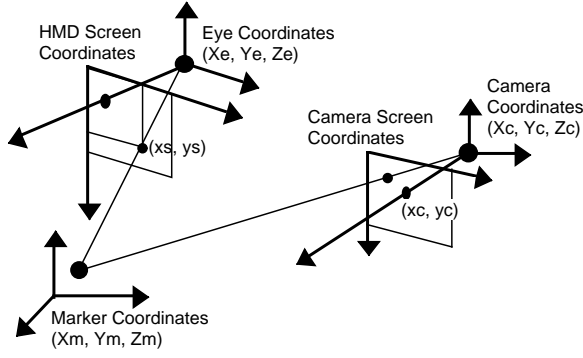 HMD Screen
Coordinates
Eye Coordinates
(Xe, Ye, Ze)
(xs, ys)
Camera Screen
Coordinates
Camera
Coordinates
(Xc, Yc, Zc)
(xc, yc)
Marker Coordinates
(Xm, Ym, Zm)